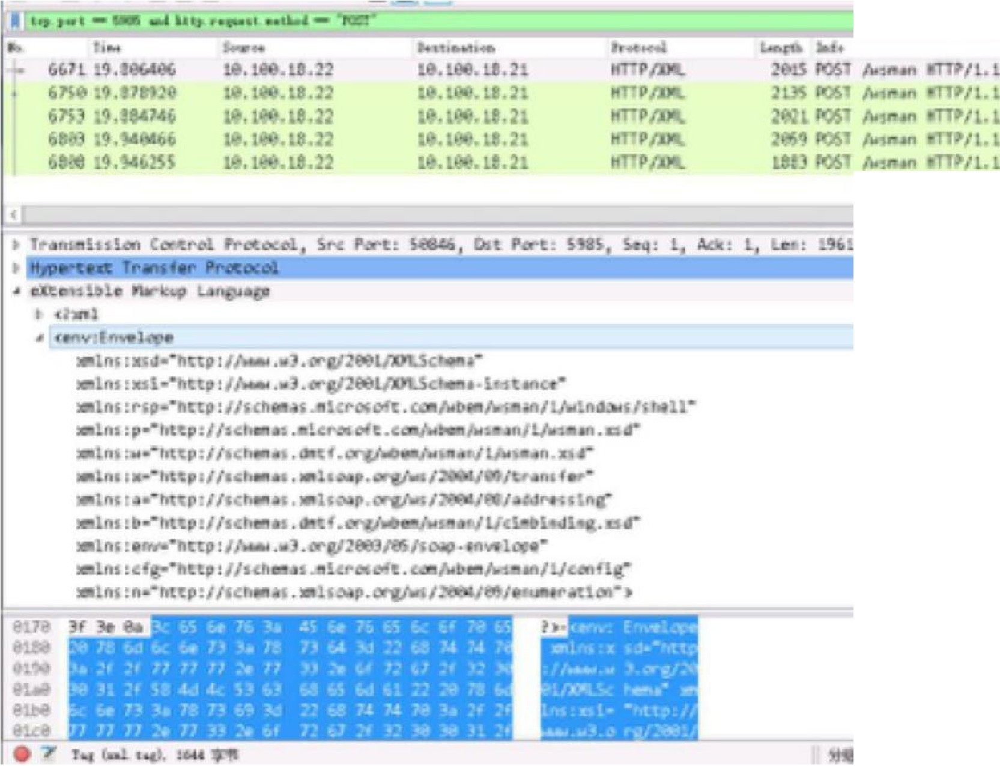 tcp.port == 5985 and http.request.method == "POST"
No. Time Source Destination Protocol Length Info
6671 19.806406 10.100.18.22 10.100.18.21 HTTP/XML 2015 POST /wsman HTTP/1.1
6750 19.878920 10.100.18.22 10.100.18.21 HTTP/XML 2135 POST /wsman HTTP/1.1
6753 19.884746 10.100.18.22 10.100.18.21 HTTP/XML 2021 POST /wsman HTTP/1.1
6803 19.940466 10.100.18.22 10.100.18.21 HTTP/XML 2059 POST /wsman HTTP/1.1
6808 19.946255 10.100.18.22 10.100.18.21 HTTP/XML 1883 POST /wsman HTTP/1.1
Transmission Control Protocol, Src Port: 50846, Dst Port: 5985, Seq: 1, Ack: 1, Len: 1961
Hypertext Transfer Protocol
eXtensible Markup Language
<?xml
<env:Envelope
xmlns:xsd="http://www.w3.org/2001/XMLSchema"
xmlns:xsi="http://www.w3.org/2001/XMLSchema-instance"
xmlns:rsp="http://schemas.microsoft.com/wbem/wsman/1/windows/shell"
xmlns:p="http://schemas.microsoft.com/wbem/wsman/1/wsman.xsd"
xmlns:w="http://schemas.dmtf.org/wbem/wsman/1/wsman.xsd"
xmlns:x="http://schemas.xmlsoap.org/ws/2004/09/transfer"
xmlns:a="http://schemas.xmlsoap.org/ws/2004/08/addressing"
xmlns:b="http://schemas.dmtf.org/wbem/wsman/1/cimbinding.xsd"
xmlns:env="http://www.w3.org/2003/05/soap-envelope"
xmlns:cfg="http://schemas.microsoft.com/wbem/wsman/1/config"
xmlns:n="http://schemas.xmlsoap.org/ws/2004/09/enumeration">
0170 3f 3e 0a 3c 65 6e 76 3a 45 6e 76 65 6c 6f 70 65 ?>·<env: Envelope
0180 20 78 6d 6c 6e 73 3a 78 73 64 3d 22 68 74 74 70 xmlns:x sd="http
0190 3a 2f 2f 77 77 77 2e 77 33 2e 6f 72 67 2f 32 30 ://www.w 3.org/20
01a0 30 31 2f 58 4d 4c 53 63 68 65 6d 61 22 20 78 6d 01/XMLSc hema" xm
01b0 6c 6e 73 3a 78 73 69 3d 22 68 74 74 70 3a 2f 2f lns:xsi= "http://
01c0 77 77 77 2e 77 33 2e 6f 72 67 2f 32 30 30 31 2f www.w3.o rg/2001/
Tag (xml.tag), 1644 字节